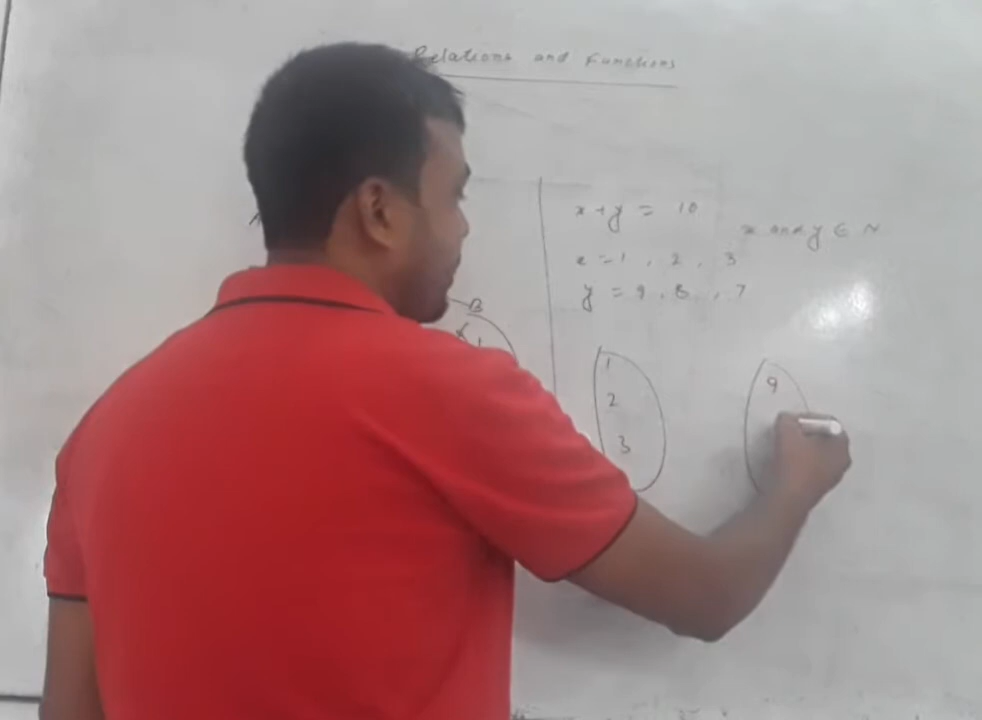 Relations and Functions
x + y = 10
x and y ∈ N
x = 1 , 2 , 3
y = 9 , 8 , 7
B
1
2
3
9